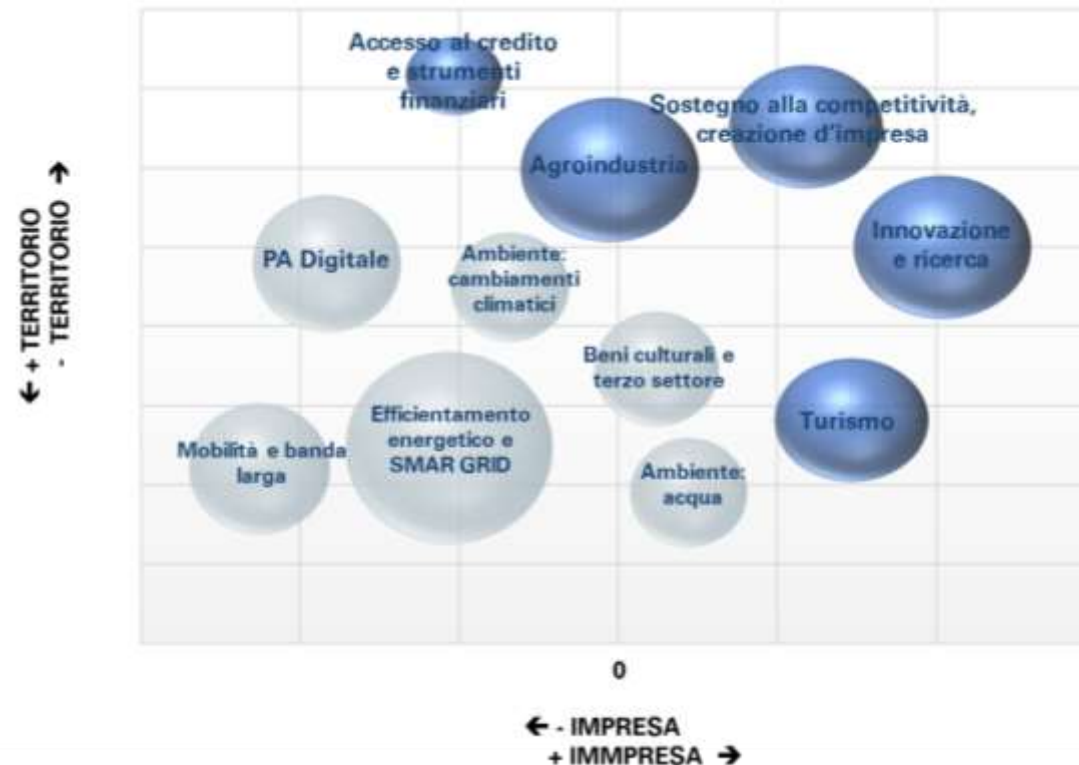 Accesso al credito
e strumenti
finanziari
Sostegno alla competitività,
creazione d'impresa
Agroindustria
Innovazione
e ricerca
PA Digitale
Ambiente:
cambiamenti
climatici
Beni culturali e
terzo settore
Efficientamento
energetico e
SMAR GRID
Turismo
Mobilità e banda
larga
Ambiente:
acqua
← + TERRITORIO
- TERRITORIO →
0
← - IMPRESA
+ IMMPRESA →